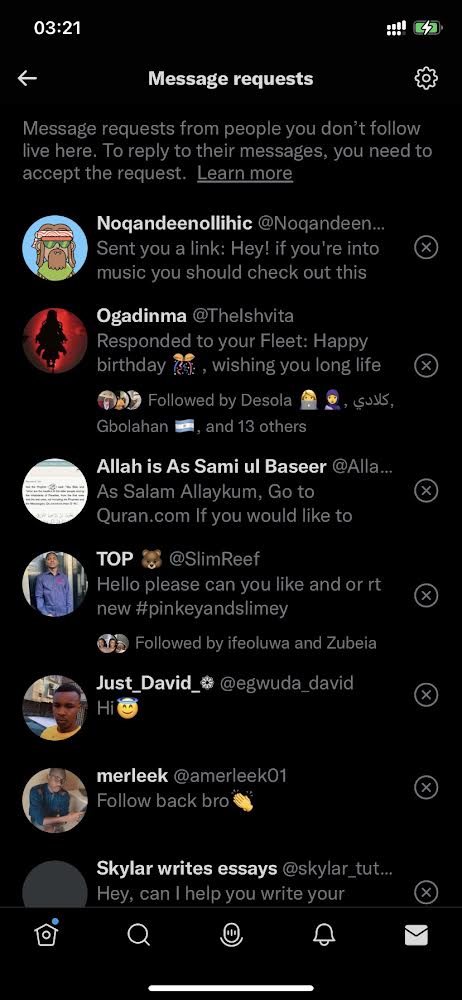 03:21
Message requests
Message requests from people you don't follow
live here. To reply to their messages, you need to
accept the request. Learn more
Noqandeenollihic @Noqandeen...
Sent you a link: Hey! if you're into
music you should check out this
Ogadinma @TheIshvita
Responded to your Fleet: Happy
birthday 🎊 , wishing you long life
Followed by Desola 👩‍💻 🧕, كلادي,
Gbolahan 🇦🇷, and 13 others
Allah is As Sami ul Baseer @Alla...
As Salam Allaykum, Go to
Quran.com If you would like to
TOP 🐻 @SlimReef
Hello please can you like and or rt
new #pinkeyandslimey
Followed by ifeoluwa and Zubeia
Just_David_❁ @egwuda_david
Hi😇
merleek @amerleek01
Follow back bro👏
Skylar writes essays @skylar_tut...
Hey, can I help you write your